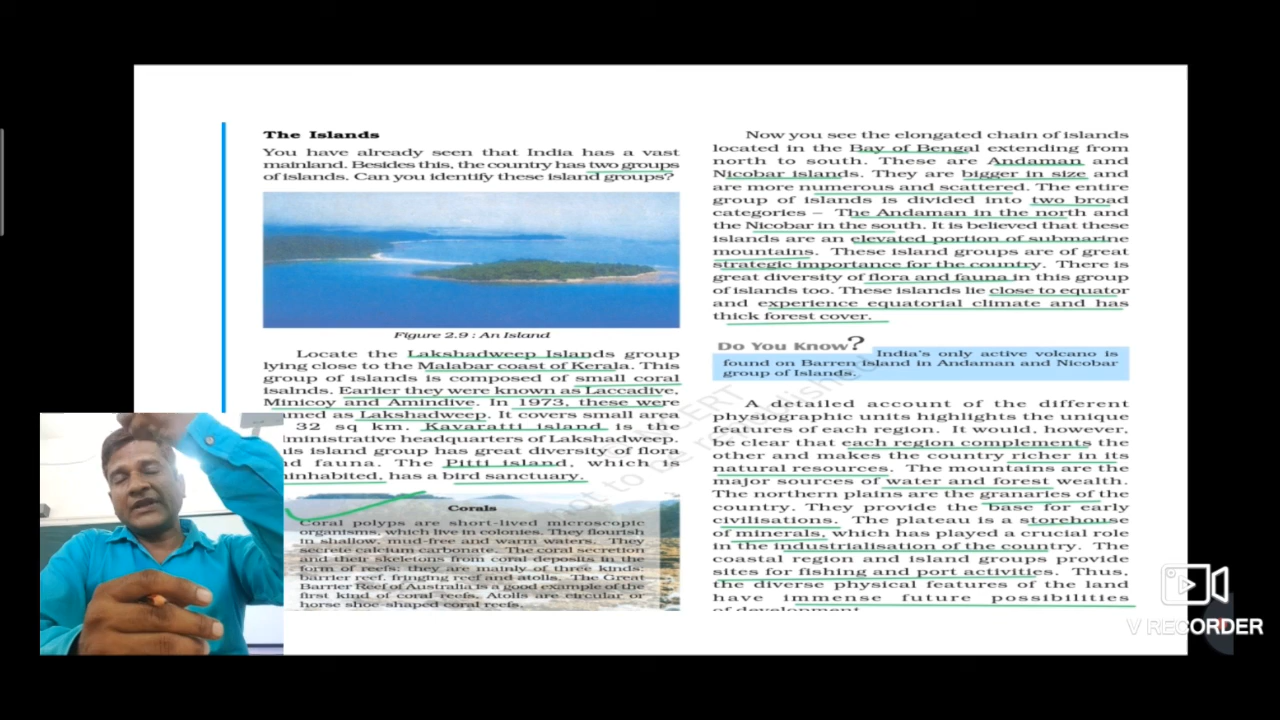 The Islands
You have already seen that India has a vast
mainland. Besides this, the country has two groups
of islands. Can you identify these island groups?
Figure 2.9 : An Island
Locate the Lakshadweep Islands group
lying close to the Malabar coast of Kerala. This
group of islands is composed of small coral
isalnds. Earlier they were known as Laccadive,
Minicoy and Amindive. In 1973, these were
named as Lakshadweep. It covers small area
32 sq km. Kavaratti island is the
ministrative headquarters of Lakshadweep.
is island group has great diversity of flora
nd fauna. The Pitti island, which is
ninhabited, has a bird sanctuary.
Corals
Coral polyps are short-lived microscopic
organisms, which live in colonies. They flourish
in shallow, mud-free and warm waters. They
secrete calcium carbonate. The coral secretion
and their skeletons from coral deposits in the
form of reefs: they are mainly of three kinds:
barrier reef, fringing reef and atolls. The Great
Barrier Reef of Australia is a good example of the
first kind of coral reefs. Atolls are circular or
horse shoe-shaped coral reefs.
Now you see the elongated chain of islands
located in the Bay of Bengal extending from
north to south. These are Andaman and
Nicobar islands. They are bigger in size and
are more numerous and scattered. The entire
group of islands is divided into two broad
categories – The Andaman in the north and
the Nicobar in the south. It is believed that these
islands are an elevated portion of submarine
mountains. These island groups are of great
strategic importance for the country. There is
great diversity of flora and fauna in this group
of islands too. These islands lie close to equator
and experience equatorial climate and has
thick forest cover.
Do You Know?
India's only active volcano is
found on Barren island in Andaman and Nicobar
group of Islands.
A detailed account of the different
physiographic units highlights the unique
features of each region. It would, however,
be clear that each region complements the
other and makes the country richer in its
natural resources. The mountains are the
major sources of water and forest wealth.
The northern plains are the granaries of the
country. They provide the base for early
civilisations. The plateau is a storehouse
of minerals, which has played a crucial role
in the industrialisation of the country. The
coastal region and island groups provide
sites for fishing and port activities. Thus,
the diverse physical features of the land
have immense future possibilities
of development
not to be republished
V RECORDER